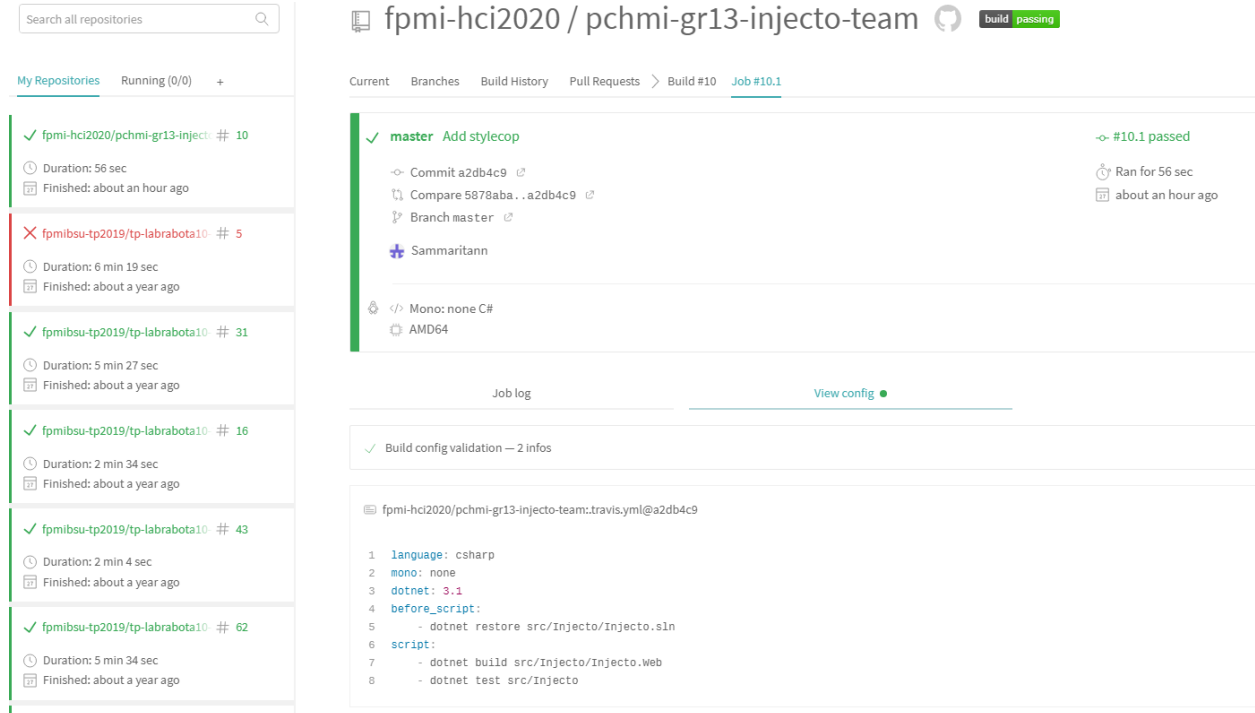 Search all repositories
My Repositories Running (0/0) +
fpmi-hci2020/pchmi-gr13-inject # 10
Duration: 56 sec
Finished: about an hour ago
fpmibsu-tp2019/tp-labrabota10- # 5
Duration: 6 min 19 sec
Finished: about a year ago
fpmibsu-tp2019/tp-labrabota10- # 31
Duration: 5 min 27 sec
Finished: about a year ago
fpmibsu-tp2019/tp-labrabota10- # 16
Duration: 2 min 34 sec
Finished: about a year ago
fpmibsu-tp2019/tp-labrabota10- # 43
Duration: 2 min 4 sec
Finished: about a year ago
fpmibsu-tp2019/tp-labrabota10- # 62
Duration: 5 min 34 sec
Finished: about a year ago
fpmi-hci2020 / pchmi-gr13-injecto-team build passing
Current Branches Build History Pull Requests Build #10 Job #10.1
master Add stylecop
Commit a2db4c9
Compare 5878aba..a2db4c9
Branch master
Sammaritann
#10.1 passed
Ran for 56 sec
about an hour ago
</> Mono: none C#
AMD64
Job log View config
Build config validation — 2 infos
fpmi-hci2020/pchmi-gr13-injecto-team:.travis.yml@a2db4c9
1 language: csharp
2 mono: none
3 dotnet: 3.1
4 before_script:
5 - dotnet restore src/Injecto/Injecto.sln
6 script:
7 - dotnet build src/Injecto/Injecto.Web
8 - dotnet test src/Injecto